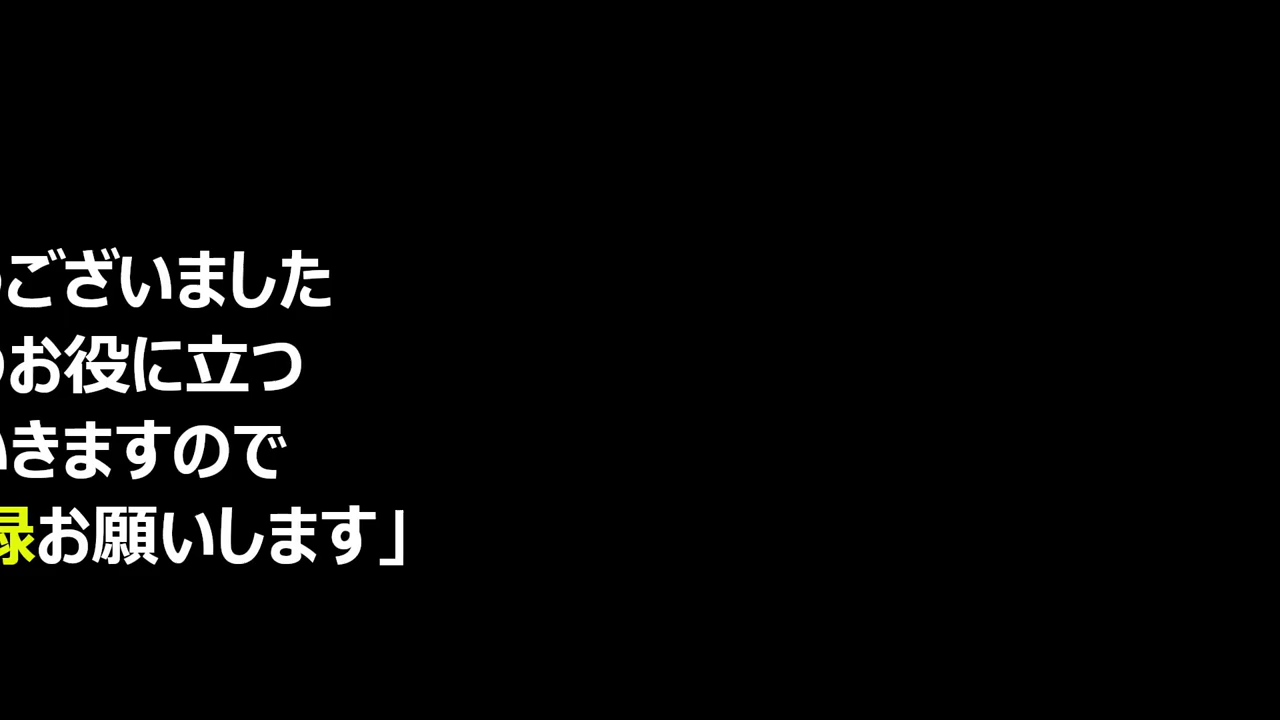 ございました
お役に立つ
きますので
録お願いします」